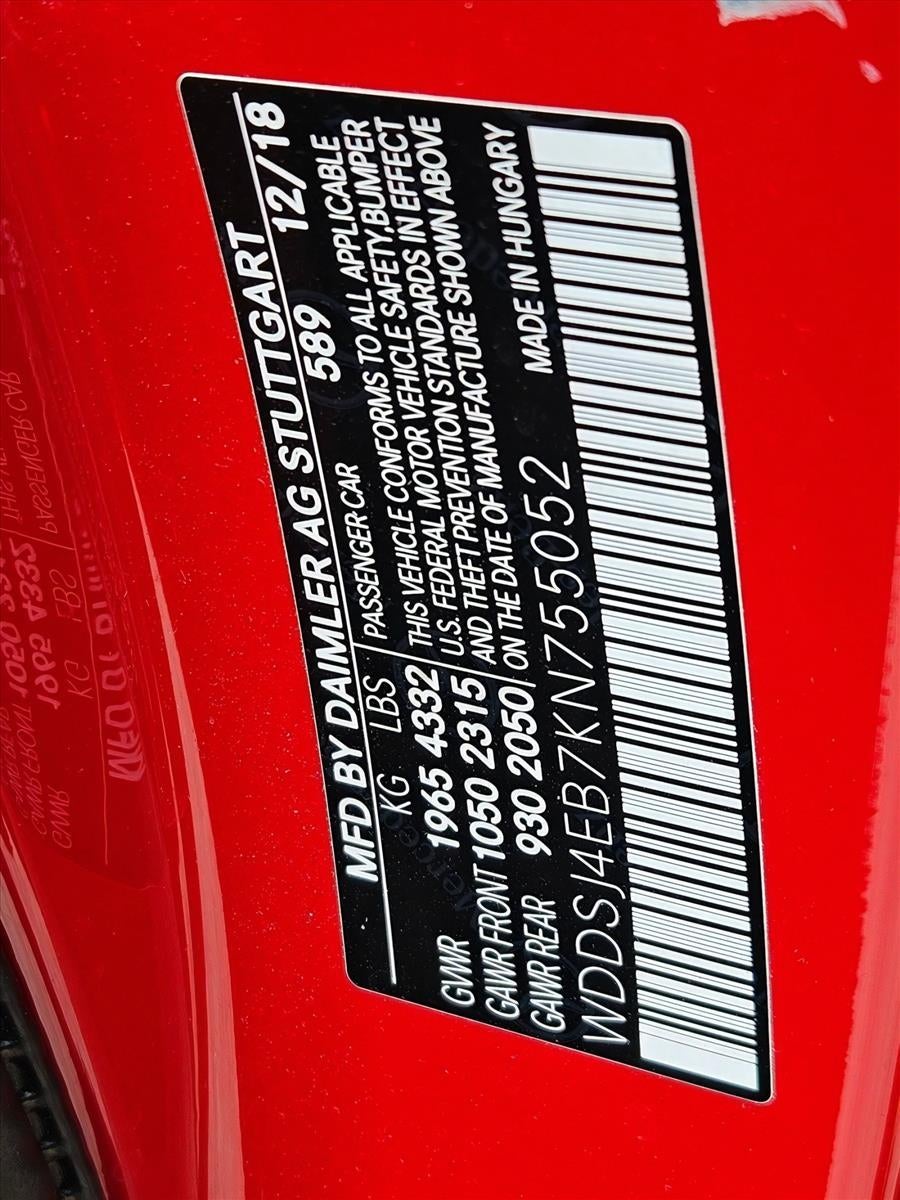 MFD BY DAIMLER AG STUTTGART
KG LBS 589 12/18
PASSENGER CAR
GVWR 1965 4332 THIS VEHICLE CONFORMS TO ALL APPLICABLE
GAWR FRONT 1050 2315 U.S. FEDERAL MOTOR VEHICLE SAFETY,BUMPER
GAWR REAR 930 2050 AND THEFT PREVENTION STANDARDS IN EFFECT
ON THE DATE OF MANUFACTURE SHOWN ABOVE
WDDSJ4EB7KN755052 MADE IN HUNGARY